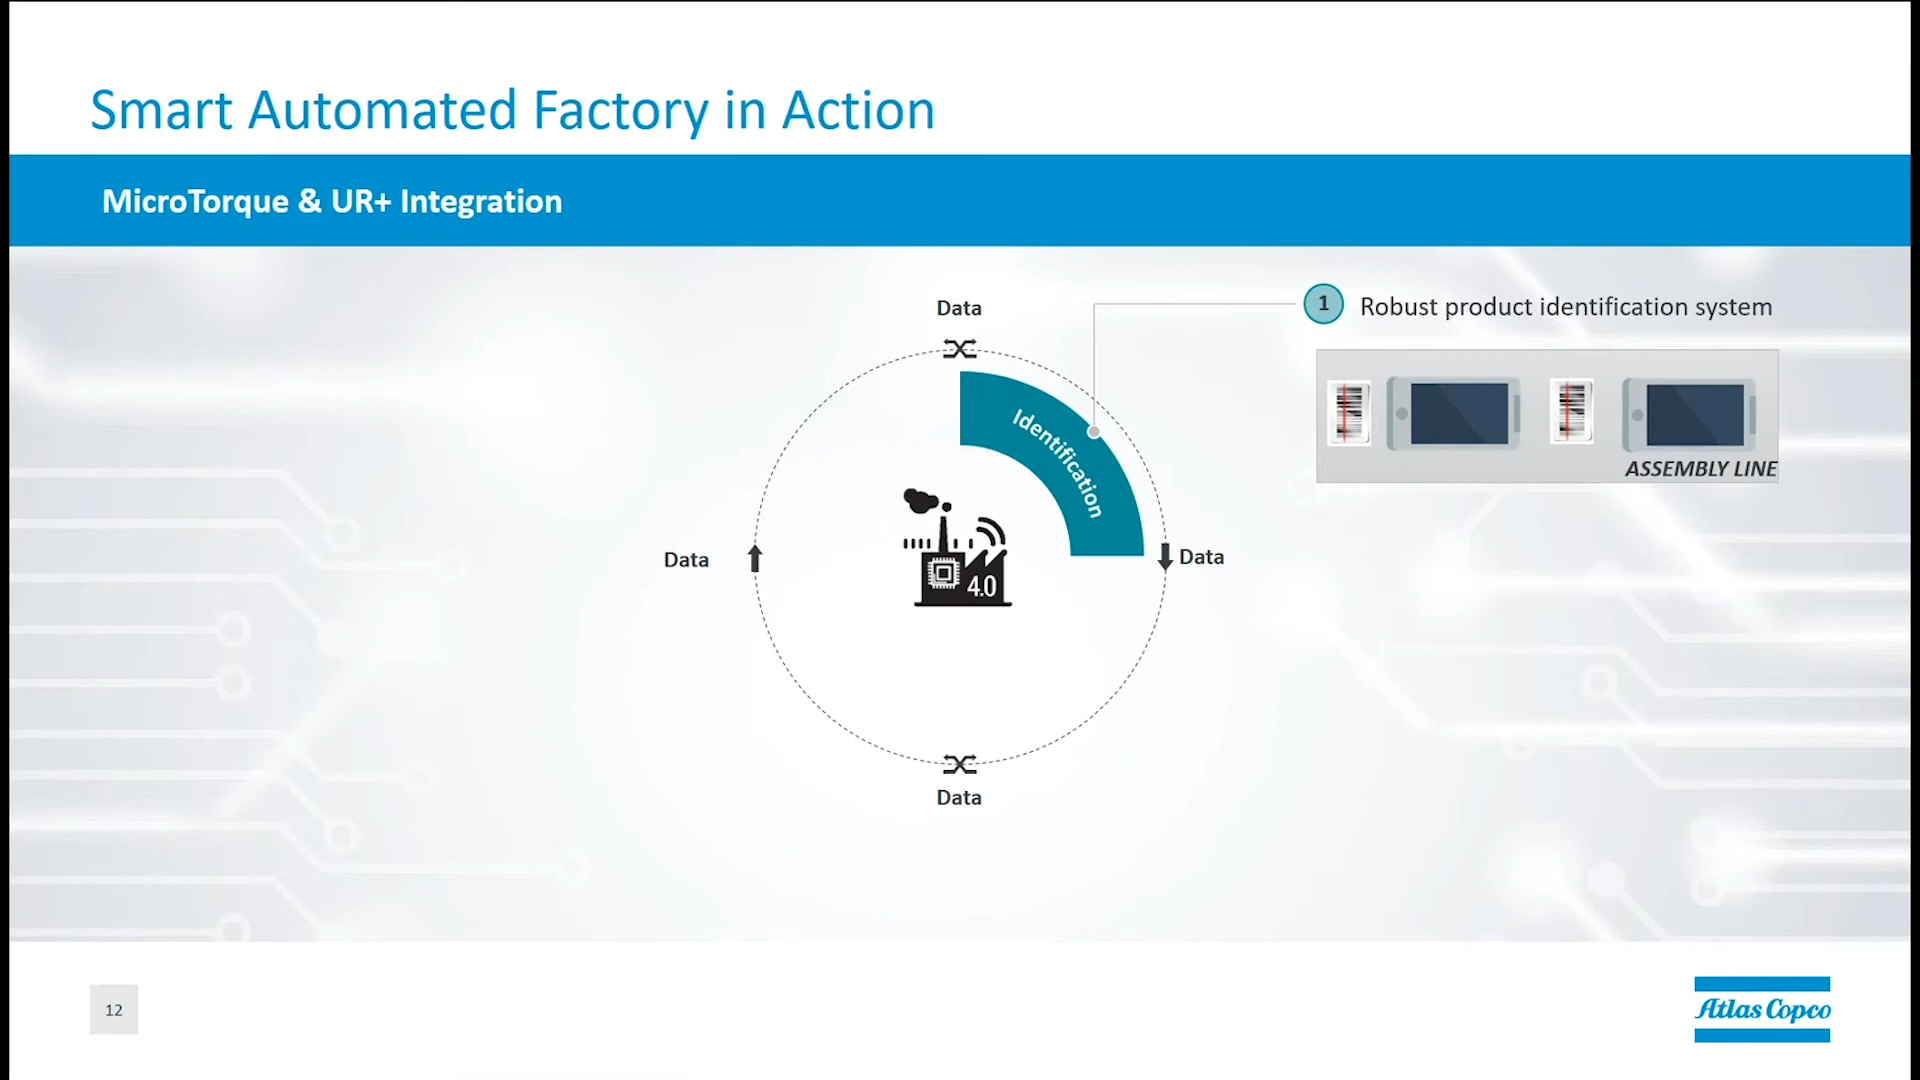 Smart Automated Factory in Action
MicroTorque & UR+ Integration
Data
1 Robust product identification system
Identification
ASSEMBLY LINE
4.0
Data
Data
Data
12
Atlas Copco